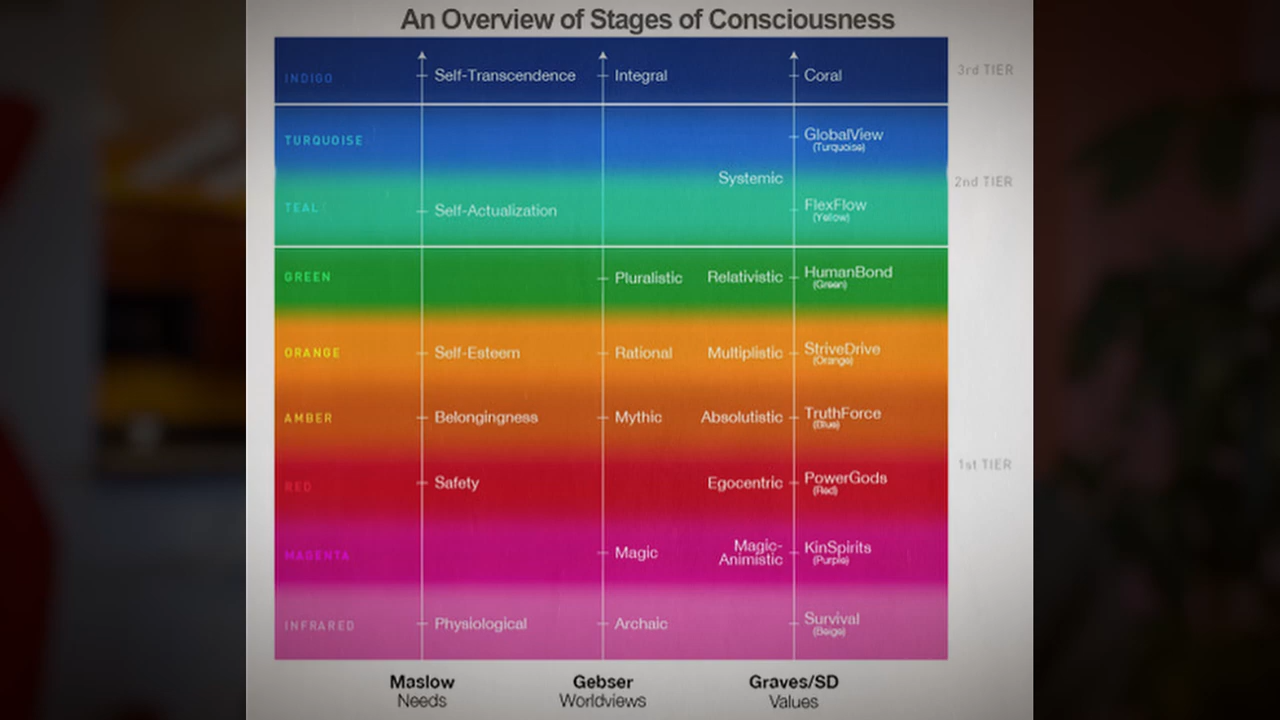 An Overview of Stages of Consciousness
INDIGO Self-Transcendence Integral Coral 3rd TIER
TURQUOISE GlobalView
(Turquoise)
Systemic 2nd TIER
TEAL Self-Actualization FlexFlow
(Yellow)
GREEN Pluralistic Relativistic HumanBond
(Green)
ORANGE Self-Esteem Rational Multiplistic StriveDrive
(Orange)
AMBER Belongingness Mythic Absolutistic TruthForce
(Blue)
1st TIER
RED Safety Egocentric PowerGods
(Red)
MAGENTA Magic Magic-
Animistic KinSpirits
(Purple)
INFRARED Physiological Archaic Survival
(Beige)
Maslow Gebser Graves/SD
Needs Worldviews Values